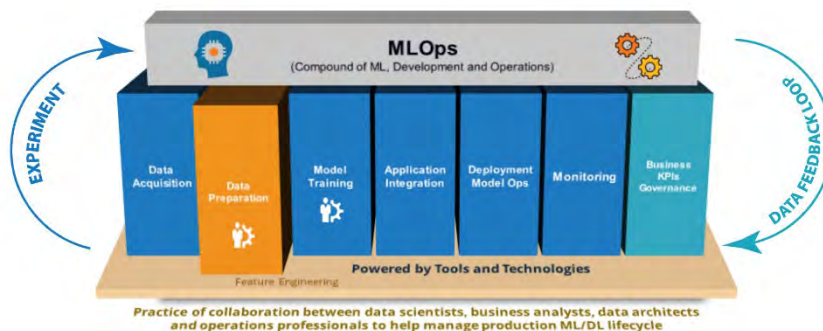 MLOps
(Compound of ML, Development and Operations)
EXPERIMENT
Data
Acquisition
Data
Preparation
Model
Training
Application
Integration
Deployment
Model Ops
Monitoring
Business
KPIs
Governance
DATA FEEDBACK LOOP
Powered by Tools and Technologies
Feature Engineering
Practice of collaboration between data scientists, business analysts, data architects
and operations professionals to help manage production ML/DL lifecycle